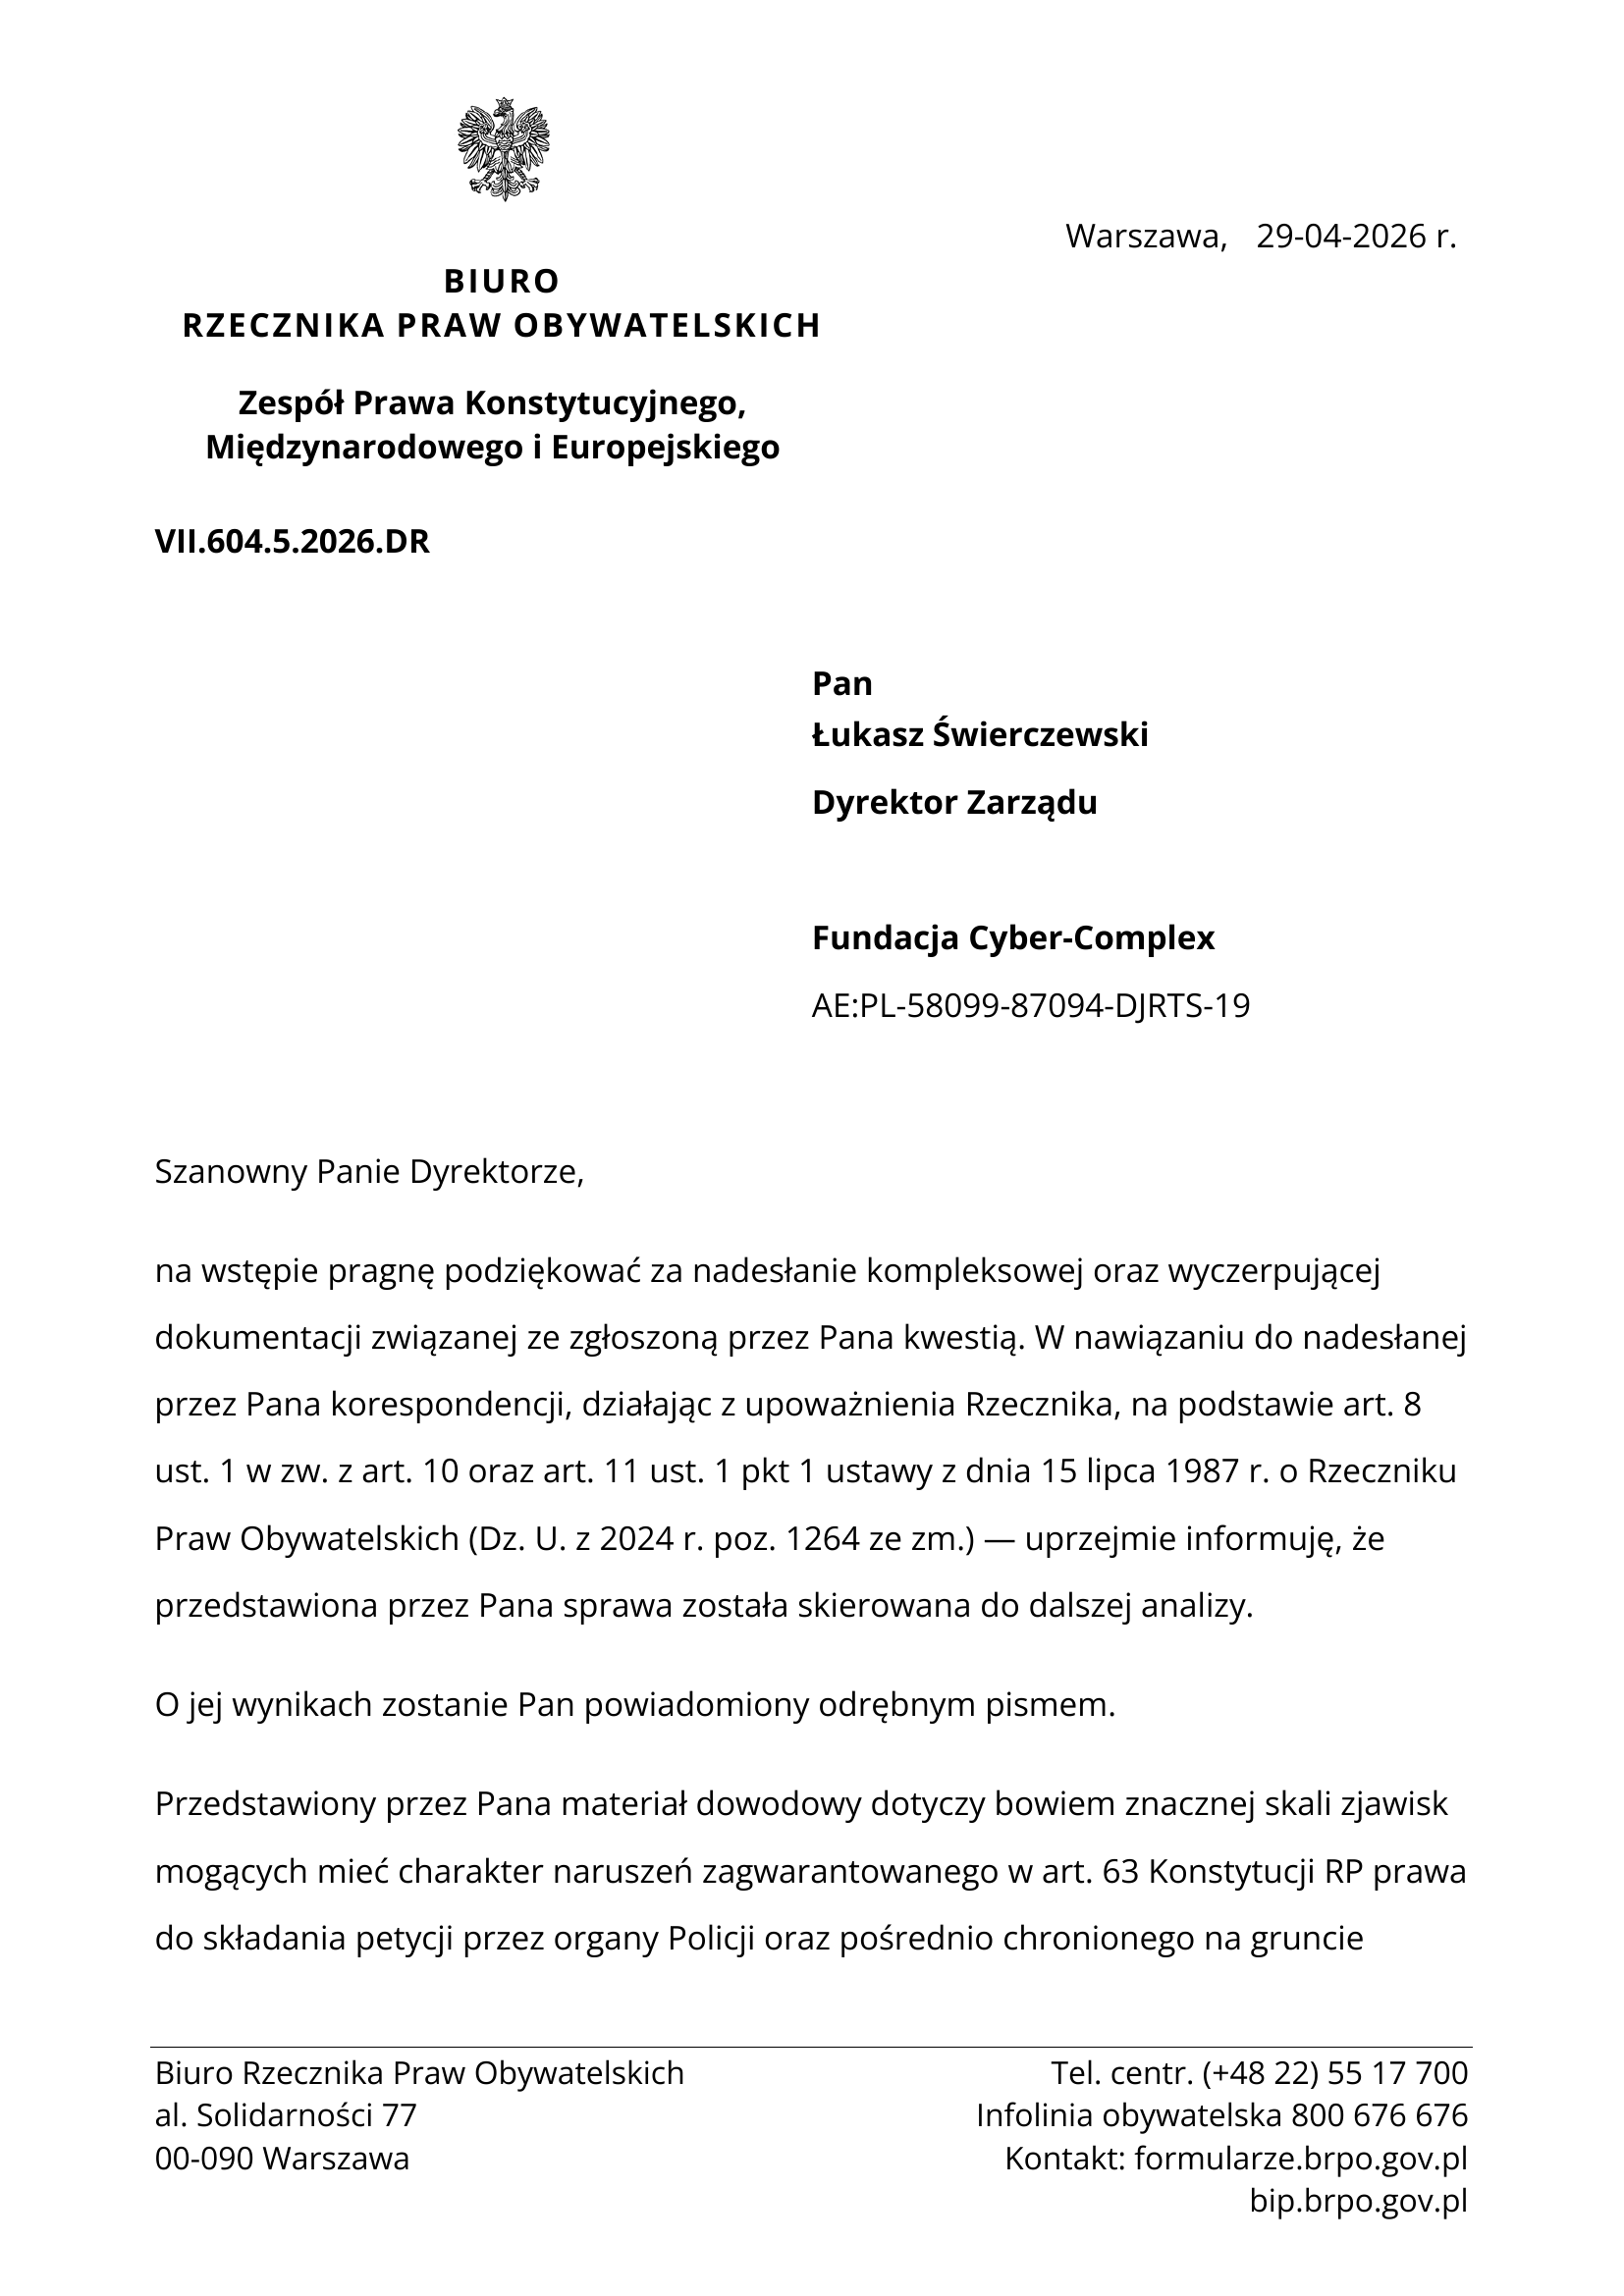 Warszawa, 29-04-2026 r.
BIURO
RZECZNIKA PRAW OBYWATELSKICH
Zespół Prawa Konstytucyjnego,
Międzynarodowego i Europejskiego
VII.604.5.2026.DR
Pan
Łukasz Świerczewski
Dyrektor Zarządu
Fundacja Cyber-Complex
AE:PL-58099-87094-DJRTS-19
Szanowny Panie Dyrektorze,
na wstępie pragnę podziękować za nadesłanie kompleksowej oraz wyczerpującej
dokumentacji związanej ze zgłoszoną przez Pana kwestią. W nawiązaniu do nadesłanej
przez Pana korespondencji, działając z upoważnienia Rzecznika, na podstawie art. 8
ust. 1 w zw. z art. 10 oraz art. 11 ust. 1 pkt 1 ustawy z dnia 15 lipca 1987 r. o Rzeczniku
Praw Obywatelskich (Dz. U. z 2024 r. poz. 1264 ze zm.) — uprzejmie informuję, że
przedstawiona przez Pana sprawa została skierowana do dalszej analizy.
O jej wynikach zostanie Pan powiadomiony odrębnym pismem.
Przedstawiony przez Pana materiał dowodowy dotyczy bowiem znacznej skali zjawisk
mogących mieć charakter naruszeń zagwarantowanego w art. 63 Konstytucji RP prawa
do składania petycji przez organy Policji oraz pośrednio chronionego na gruncie
Biuro Rzecznika Praw Obywatelskich
al. Solidarności 77
00-090 Warszawa
Tel. centr. (+48 22) 55 17 700
Infolinia obywatelska 800 676 676
Kontakt: formularze.brpo.gov.pl
bip.brpo.gov.pl